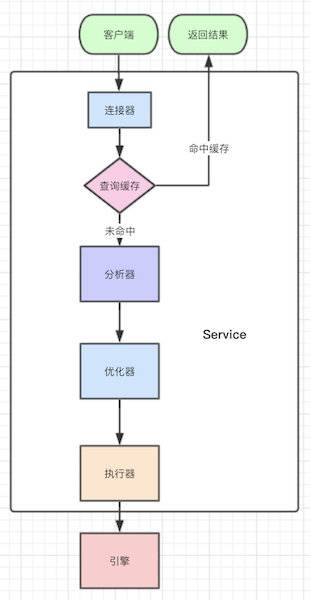 客户端
返回结果
连接器
命中缓存
查询缓存
未命中
分析器
Service
优化器
执行器
引擎